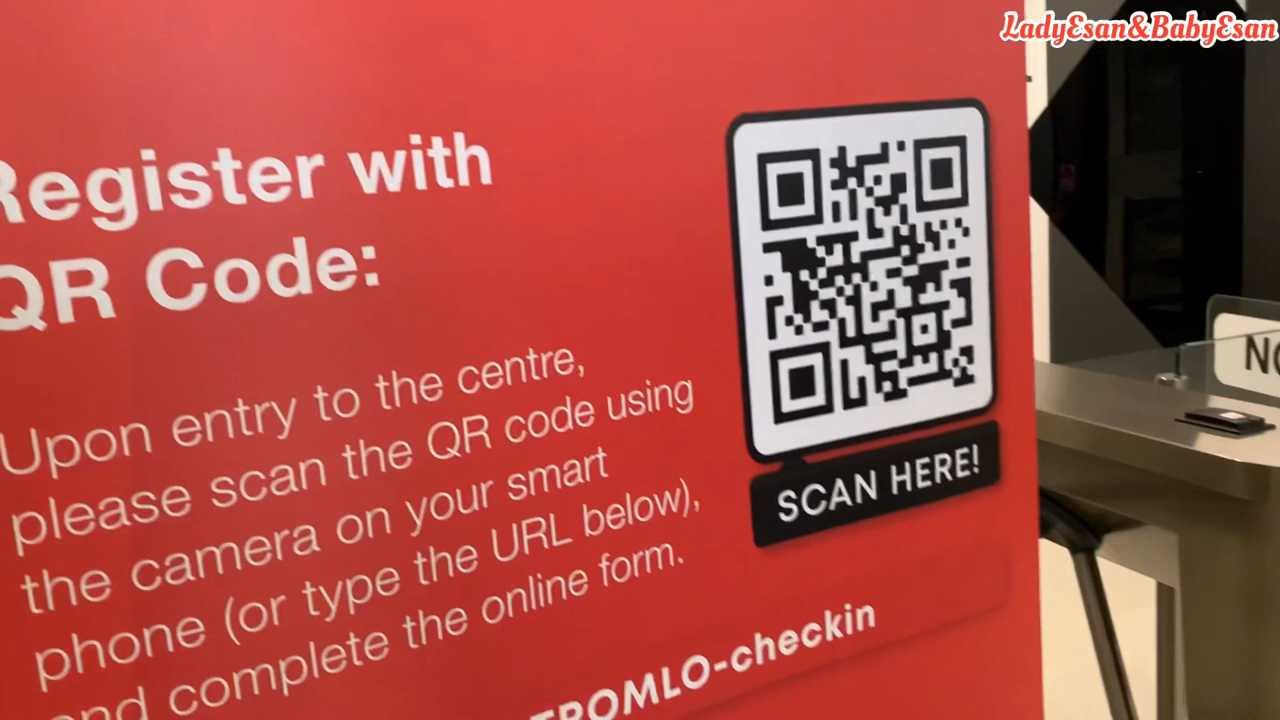 LadyEsan&BabyEsan
Register with
QR Code:
Upon entry to the centre,
please scan the QR code using
the camera on your smart
phone (or type the URL below),
and complete the online form.
SCAN HERE!
TROMLO-checkin